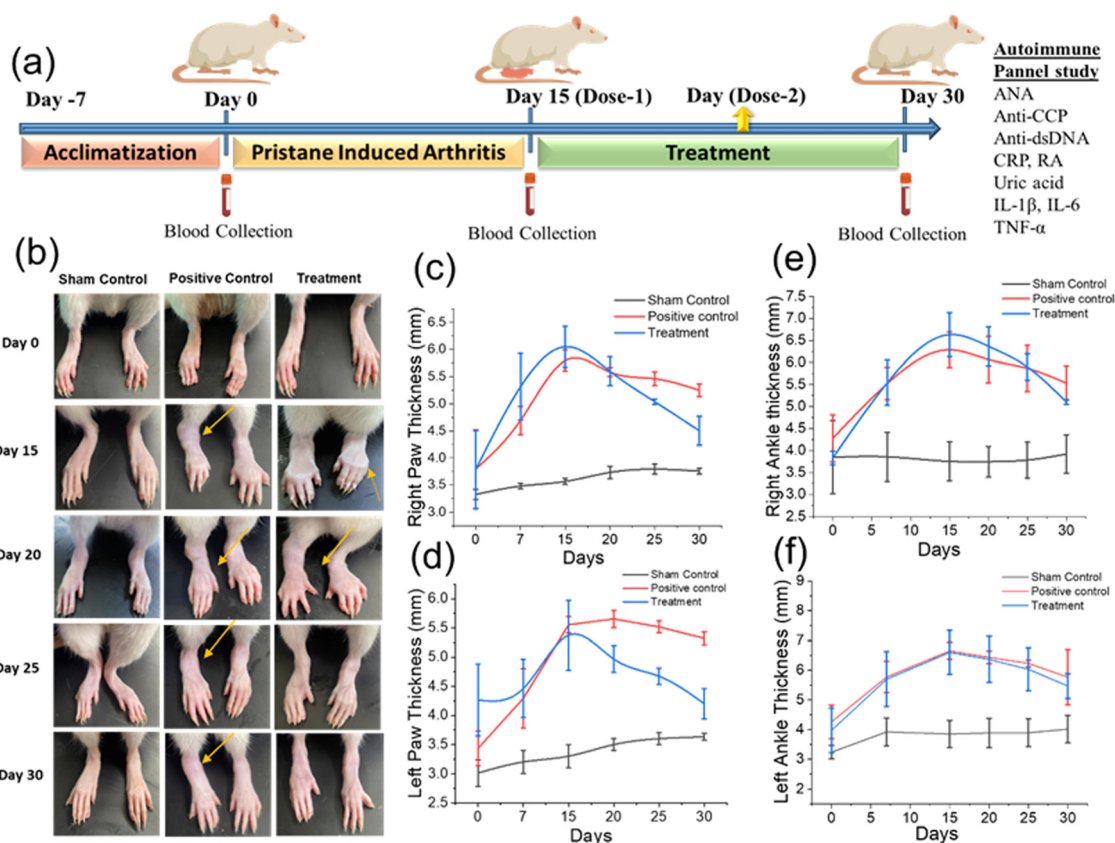 (a)
Day -7
Day 0
Day 15 (Dose-1)
Day (Dose-2)
Day 30
Acclimatization
Pristane Induced Arthritis
Treatment
Blood Collection
Blood Collection
Blood Collection
Autoimmune
Pannel study
ANA
Anti-CCP
Anti-dsDNA
CRP, RA
Uric acid
IL-1β, IL-6
TNF-α
(b)
Sham Control
Positive Control
Treatment
Day 0
Day 15
Day 20
Day 25
Day 30
(c)
Sham Control
Positive control
Treatment
Right Paw Thickness (mm)
6.5
6.0
5.5
5.0
4.5
4.0
3.5
3.0
0
7
15
20
25
30
Days
(e)
Sham Control
Positive control
Treatment
Right Ankle thickness (mm)
7.5
7.0
6.5
6.0
5.5
5.0
4.5
4.0
3.5
3.0
2.5
0
5
10
15
20
25
30
Days
(d)
Sham Control
Positive control
Treatment
Left Paw Thickness (mm)
6.0
5.5
5.0
4.5
4.0
3.5
3.0
2.5
0
7
15
20
25
30
Days
(f)
Sham Control
Positive control
Treatment
Left Ankle Thickness (mm)
9
8
7
6
5
4
3
2
0
5
10
15
20
25
30
Days